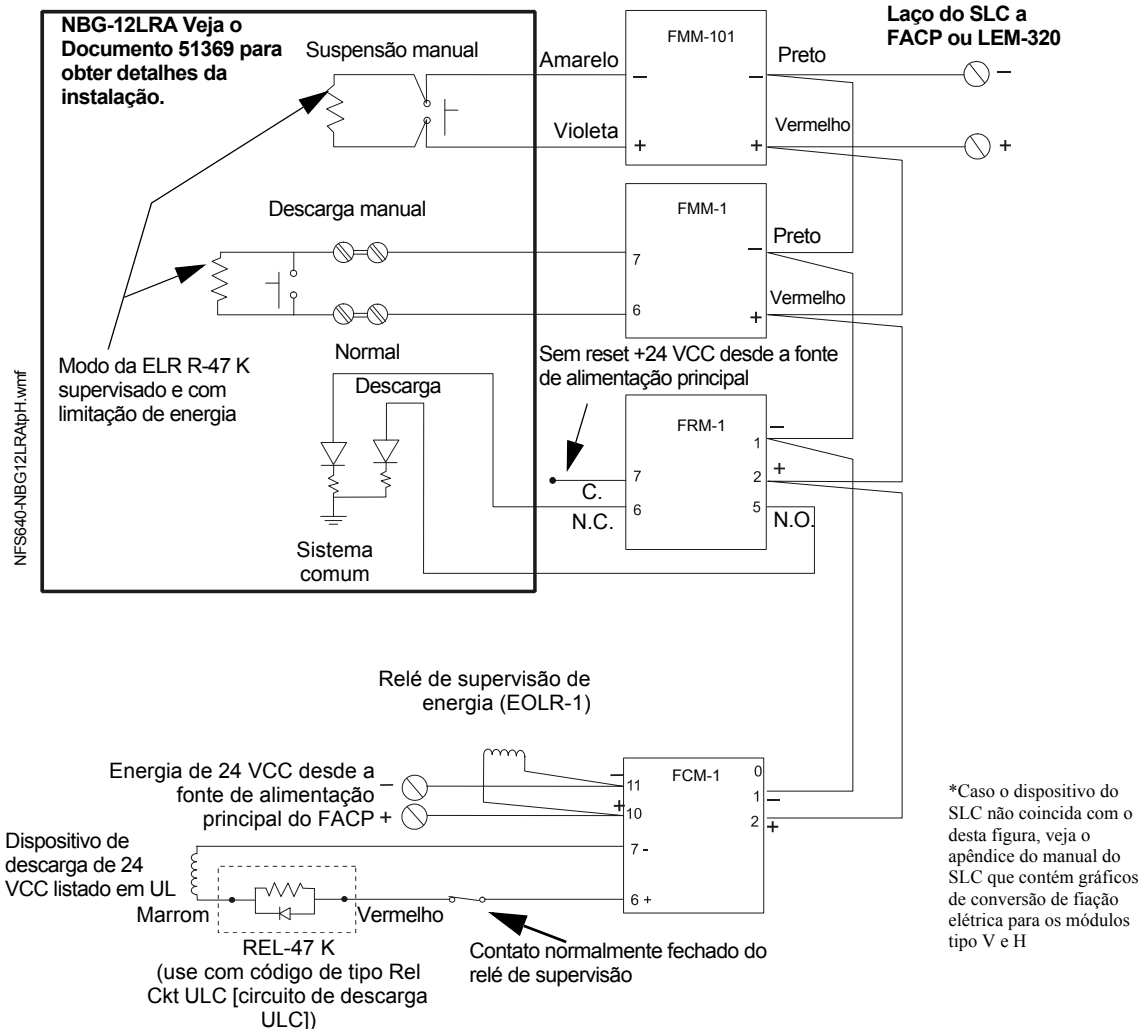 NBG-12LRA Veja o
Documento 51369 para
obter detalhes da
instalação.
Suspensão manual
Amarelo
Violeta
FMM-101
−
+
−
+
Preto
Vermelho
Laço do SLC a
FACP ou LEM-320
−
+
Descarga manual
FMM-1
7
6
−
+
Preto
Vermelho
Modo da ELR R-47 K
supervisado e com
limitação de energia
Normal
Descarga
Sistema
comum
Sem reset +24 VCC desde a fonte
de alimentação principal
FRM-1
7
C.
6
N.C.
−
1
2
+
5
N.O.
NFS640-NBG12LRAtpH.wmf
Relé de supervisão de
energia (EOLR-1)
Energia de 24 VCC desde a
fonte de alimentação
principal do FACP
−
+
FCM-1
−
11
+
10
7 -
6 +
0
1
−
2
+
Dispositivo de
descarga de 24
VCC listado em UL
Marrom
Vermelho
REL-47 K
(use com código de tipo Rel
Ckt ULC [circuito de descarga
ULC])
Contato normalmente fechado do
relé de supervisão
*Caso o dispositivo do
SLC não coincida com o
desta figura, veja o
apêndice do manual do
SLC que contém gráficos
de conversão de fiação
elétrica para os módulos
tipo V e H